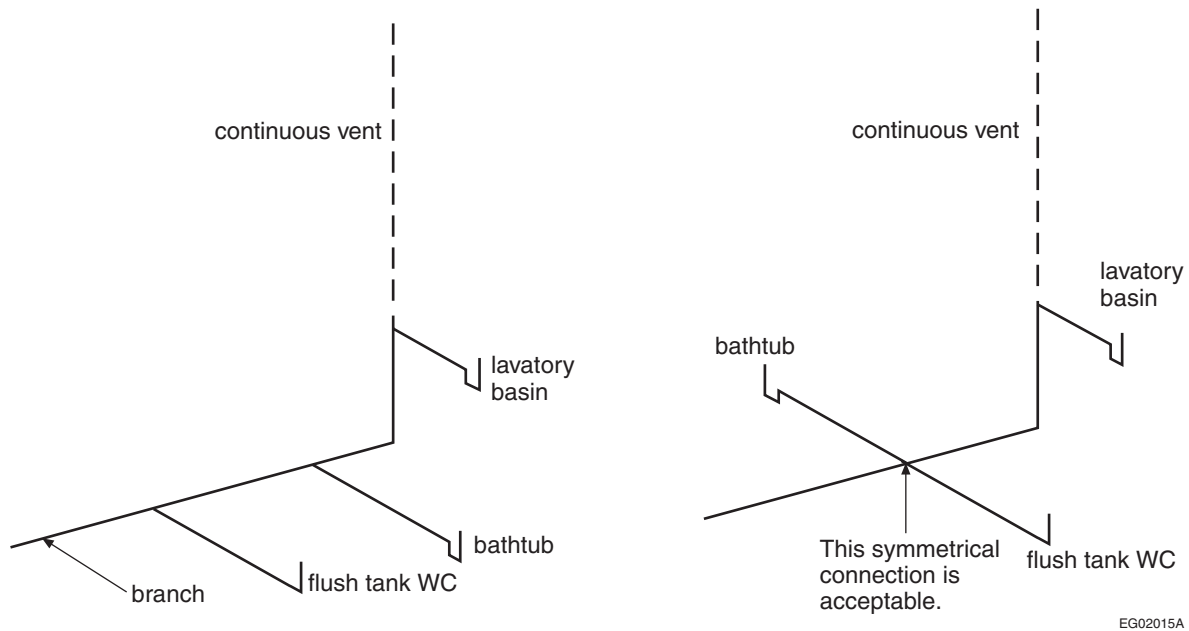 continuous vent
lavatory
basin
bathtub
flush tank WC
branch
continuous vent
lavatory
basin
bathtub
This symmetrical
connection is
acceptable.
flush tank WC
EG02015A